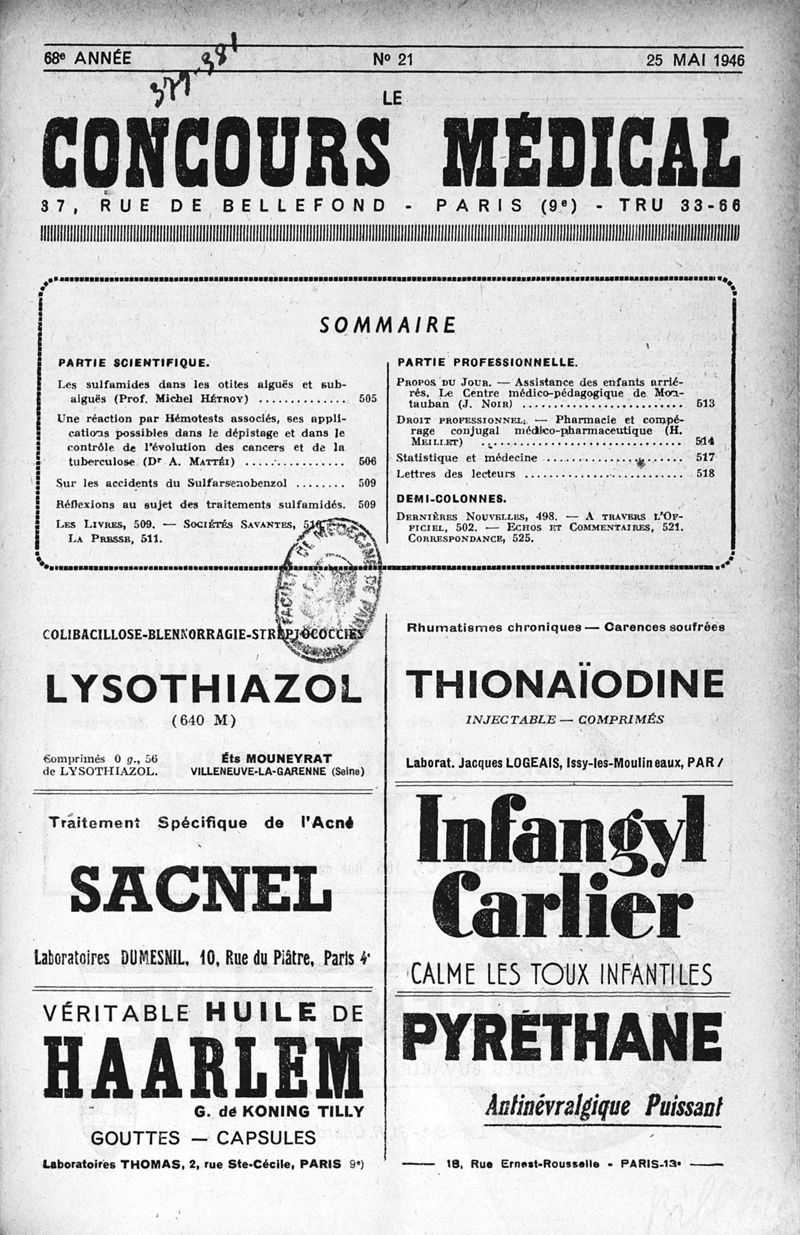 68e ANNÉE
No 21
25 MAI 1946
379-381
LE
CONCOURS MÉDICAL
37, RUE DE BELLEFOND - PARIS (9e) - TRU 33-66
SOMMAIRE
PARTIE SCIENTIFIQUE.
Les sulfamides dans les otites aiguës et sub-
aiguës (Prof. Michel HÉTROY) .............. 505
Une réaction par Hémotests associés, ses appli-
cations possibles dans le dépistage et dans le
contrôle de l'évolution des cancers et de la
tuberculose (Dr A. MATTÉI) ................ 506
Sur les accidents du Sulfarsenobenzol ........ 509
Réflexions au sujet des traitements sulfamidés. 509
LES LIVRES, 509. — SOCIÉTÉS SAVANTES,
LA PRESSE, 511.
PARTIE PROFESSIONNELLE.
PROPOS DU JOUR. — Assistance des enfants arrié-
rés, Le Centre médico-pédagogique de Mon-
tauban (J. NOIR) ........................ 513
DROIT PROFESSIONNEL. — Pharmacie et compé-
rage conjugal médico-pharmaceutique (H.
MEILLET) .............................. 514
Statistique et médecine ..................... 517
Lettres des lecteurs ........................ 518
DEMI-COLONNES.
DERNIÈRES NOUVELLES, 498. — A TRAVERS L'OF-
FICIEL, 502. — ECHOS ET COMMENTAIRES, 521.
CORRESPONDANCE, 525.
FACULTÉ DE MÉDECINE DE PARIS
COLIBACILLOSE-BLENNORRAGIE-STREPTOCOCCIES
LYSOTHIAZOL
(640 M)
Comprimés 0 g., 56
de LYSOTHIAZOL.
Éts MOUNEYRAT
VILLENEUVE-LA-GARENNE (Seine)
Traitement Spécifique de l'Acné
SACNEL
Laboratoires DUMESNIL, 10, Rue du Plâtre, Paris 4e
VÉRITABLE HUILE DE
HAARLEM
G. de KONING TILLY
GOUTTES — CAPSULES
Laboratoires THOMAS, 2, rue Ste-Cécile, PARIS 9e)
Rhumatismes chroniques — Carences soufrées
THIONAÏODINE
INJECTABLE — COMPRIMÉS
Laborat. Jacques LOGEAIS, Issy-les-Moulineaux, PAR/
Infangyl
Carlier
CALME LES TOUX INFANTILES
PYRÉTHANE
Antinévralgique Puissant
18, Rue Ernest-Rousselle - PARIS-13e